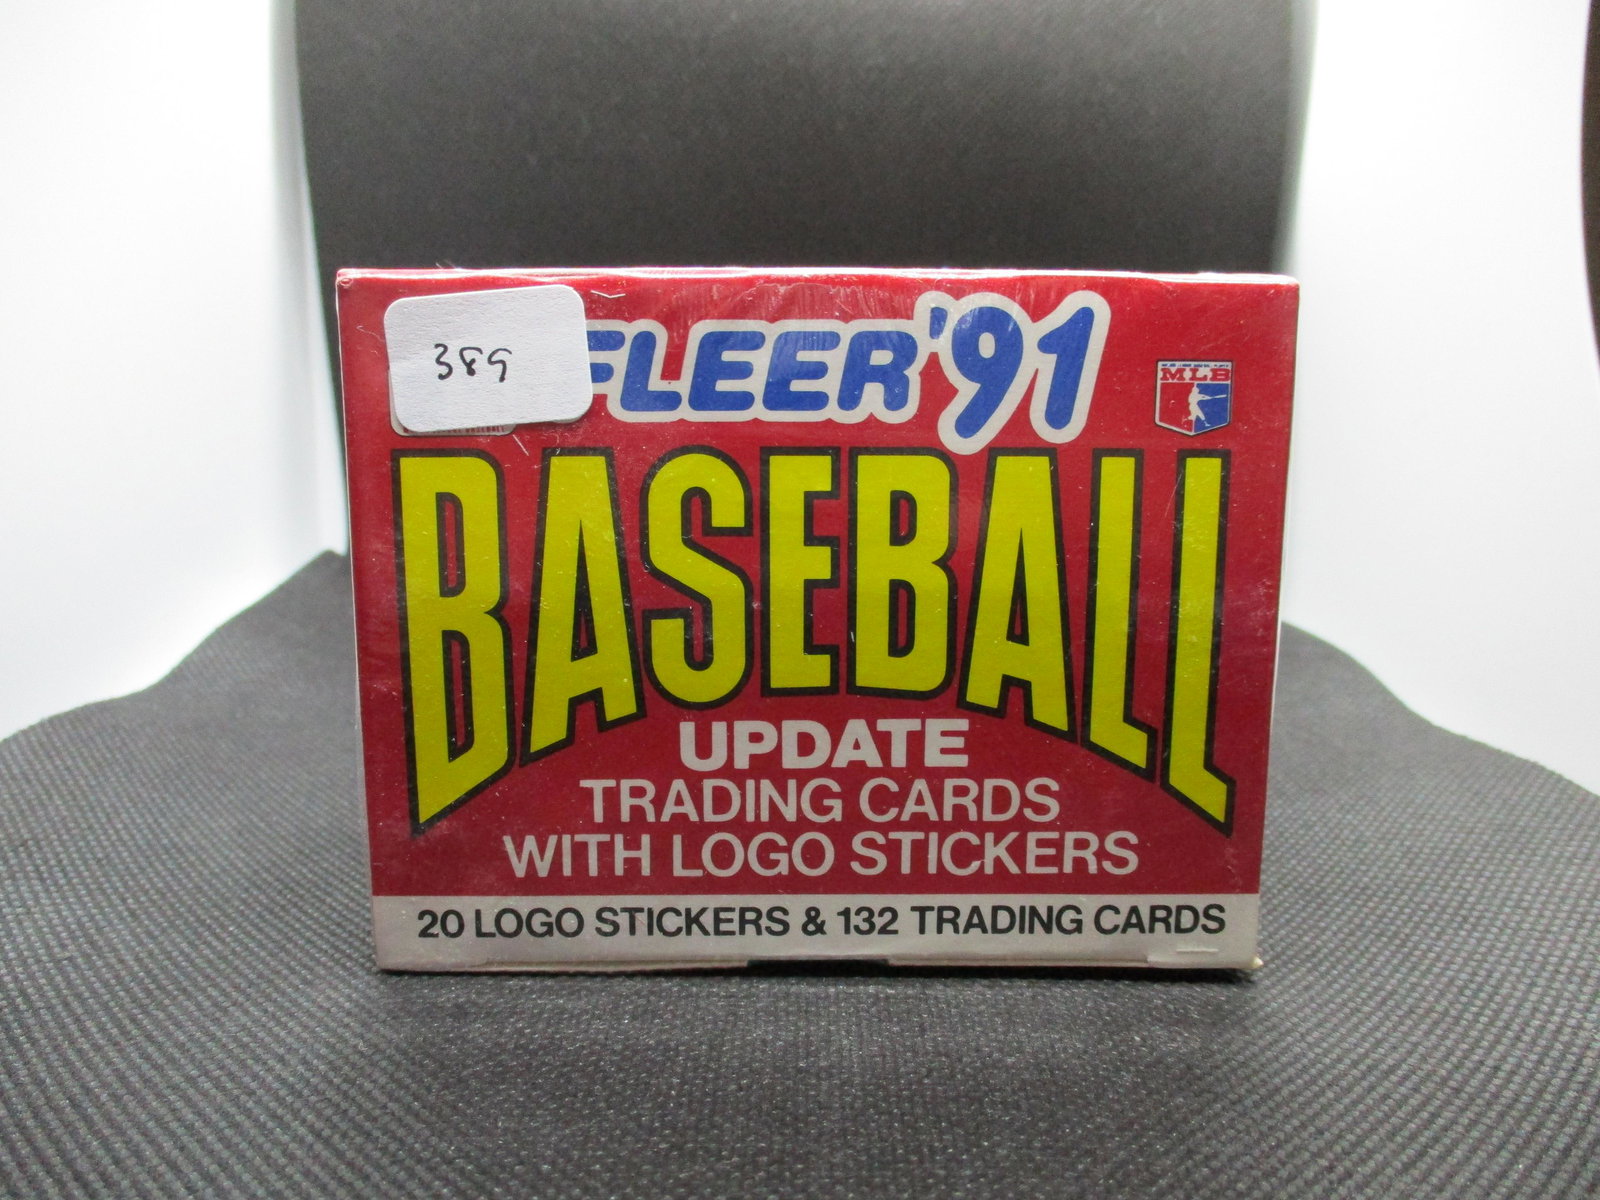 389
FLEER '91
MLB
BASEBALL
UPDATE
TRADING CARDS
WITH LOGO STICKERS
20 LOGO STICKERS & 132 TRADING CARDS